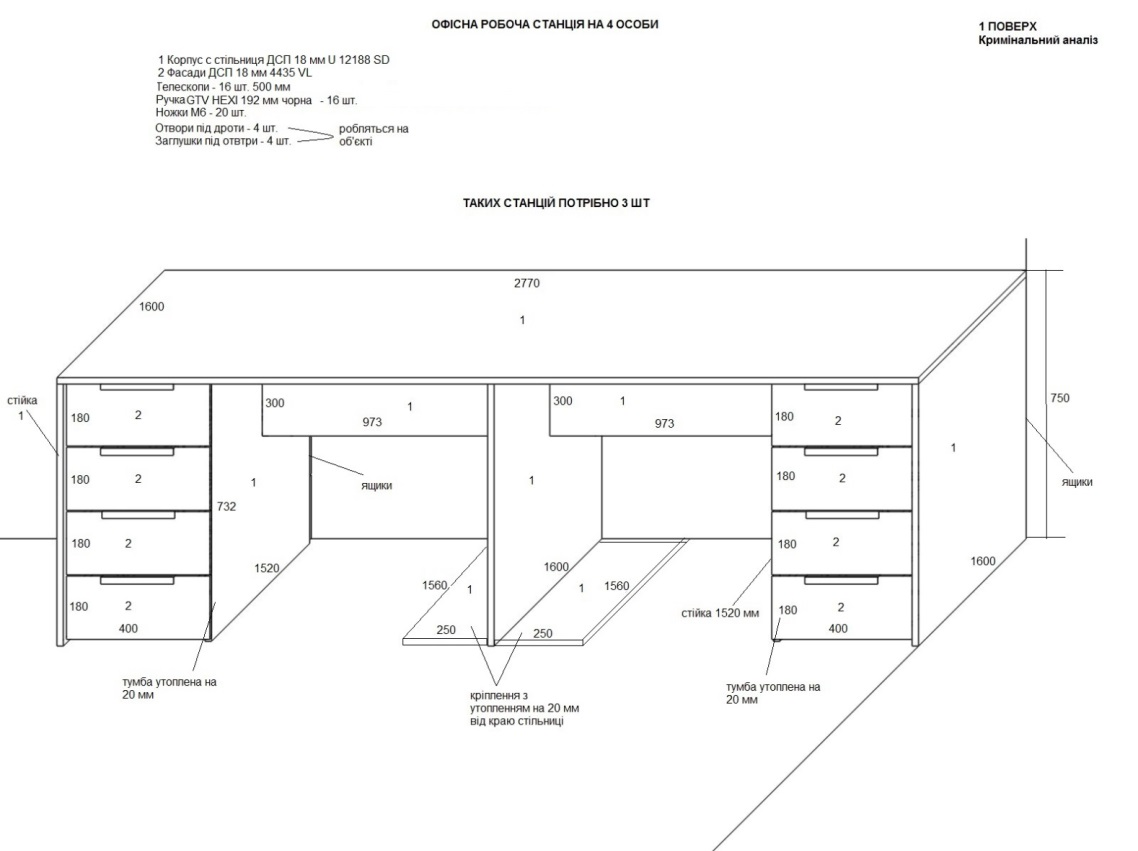 ОФІСНА РОБОЧА СТАНЦІЯ НА 4 ОСОБИ
1 ПОВЕРХ
Кримінальний аналіз
1 Корпус с стільниця ДСП 18 мм U 12188 SD
2 Фасади ДСП 18 мм 4435 VL
Телескопи - 16 шт. 500 мм
Ручка GTV HEXI 192 мм чорна - 16 шт.
Ножки М6 - 20 шт.
Отвори під дроти - 4 шт.
Заглушки під отвтри - 4 шт.
робляться на
об'єкті
ТАКИХ СТАНЦІЙ ПОТРІБНО 3 ШТ
2770
1600
1
750
стійка
1
180 2
300 1
973
300 1
973
180 2
180 2
1
ящики
1
180 2
1
ящики
732
180 2
1520
180 2
400
1560 1
250
1600
1 1560
250
180 2
стійка 1520 мм
180 2
400
1600
тумба утоплена на
20 мм
кріплення з
утопленням на 20 мм
від краю стільниці
тумба утоплена на
20 мм